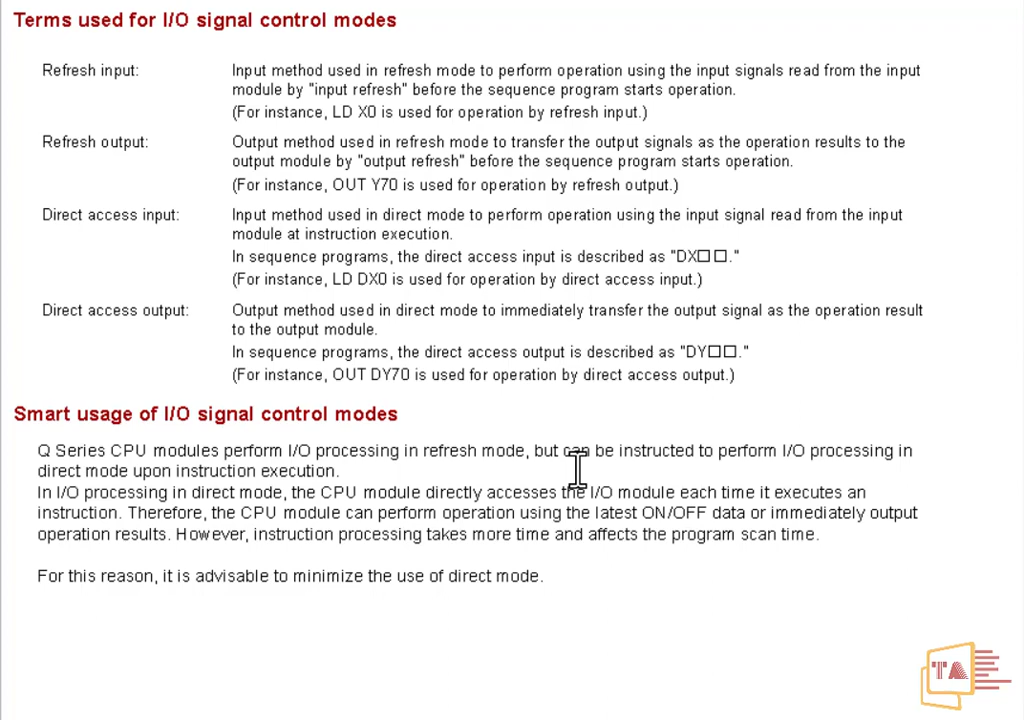 Terms used for I/O signal control modes
Refresh input: Input method used in refresh mode to perform operation using the input signals read from the input
module by "input refresh" before the sequence program starts operation.
(For instance, LD X0 is used for operation by refresh input.)
Refresh output: Output method used in refresh mode to transfer the output signals as the operation results to the
output module by "output refresh" before the sequence program starts operation.
(For instance, OUT Y70 is used for operation by refresh output.)
Direct access input: Input method used in direct mode to perform operation using the input signal read from the input
module at instruction execution.
In sequence programs, the direct access input is described as "DX□□."
(For instance, LD DX0 is used for operation by direct access input.)
Direct access output: Output method used in direct mode to immediately transfer the output signal as the operation result
to the output module.
In sequence programs, the direct access output is described as "DY□□."
(For instance, OUT DY70 is used for operation by direct access output.)
Smart usage of I/O signal control modes
Q Series CPU modules perform I/O processing in refresh mode, but can be instructed to perform I/O processing in
direct mode upon instruction execution.
In I/O processing in direct mode, the CPU module directly accesses the I/O module each time it executes an
instruction. Therefore, the CPU module can perform operation using the latest ON/OFF data or immediately output
operation results. However, instruction processing takes more time and affects the program scan time.
For this reason, it is advisable to minimize the use of direct mode.
TA